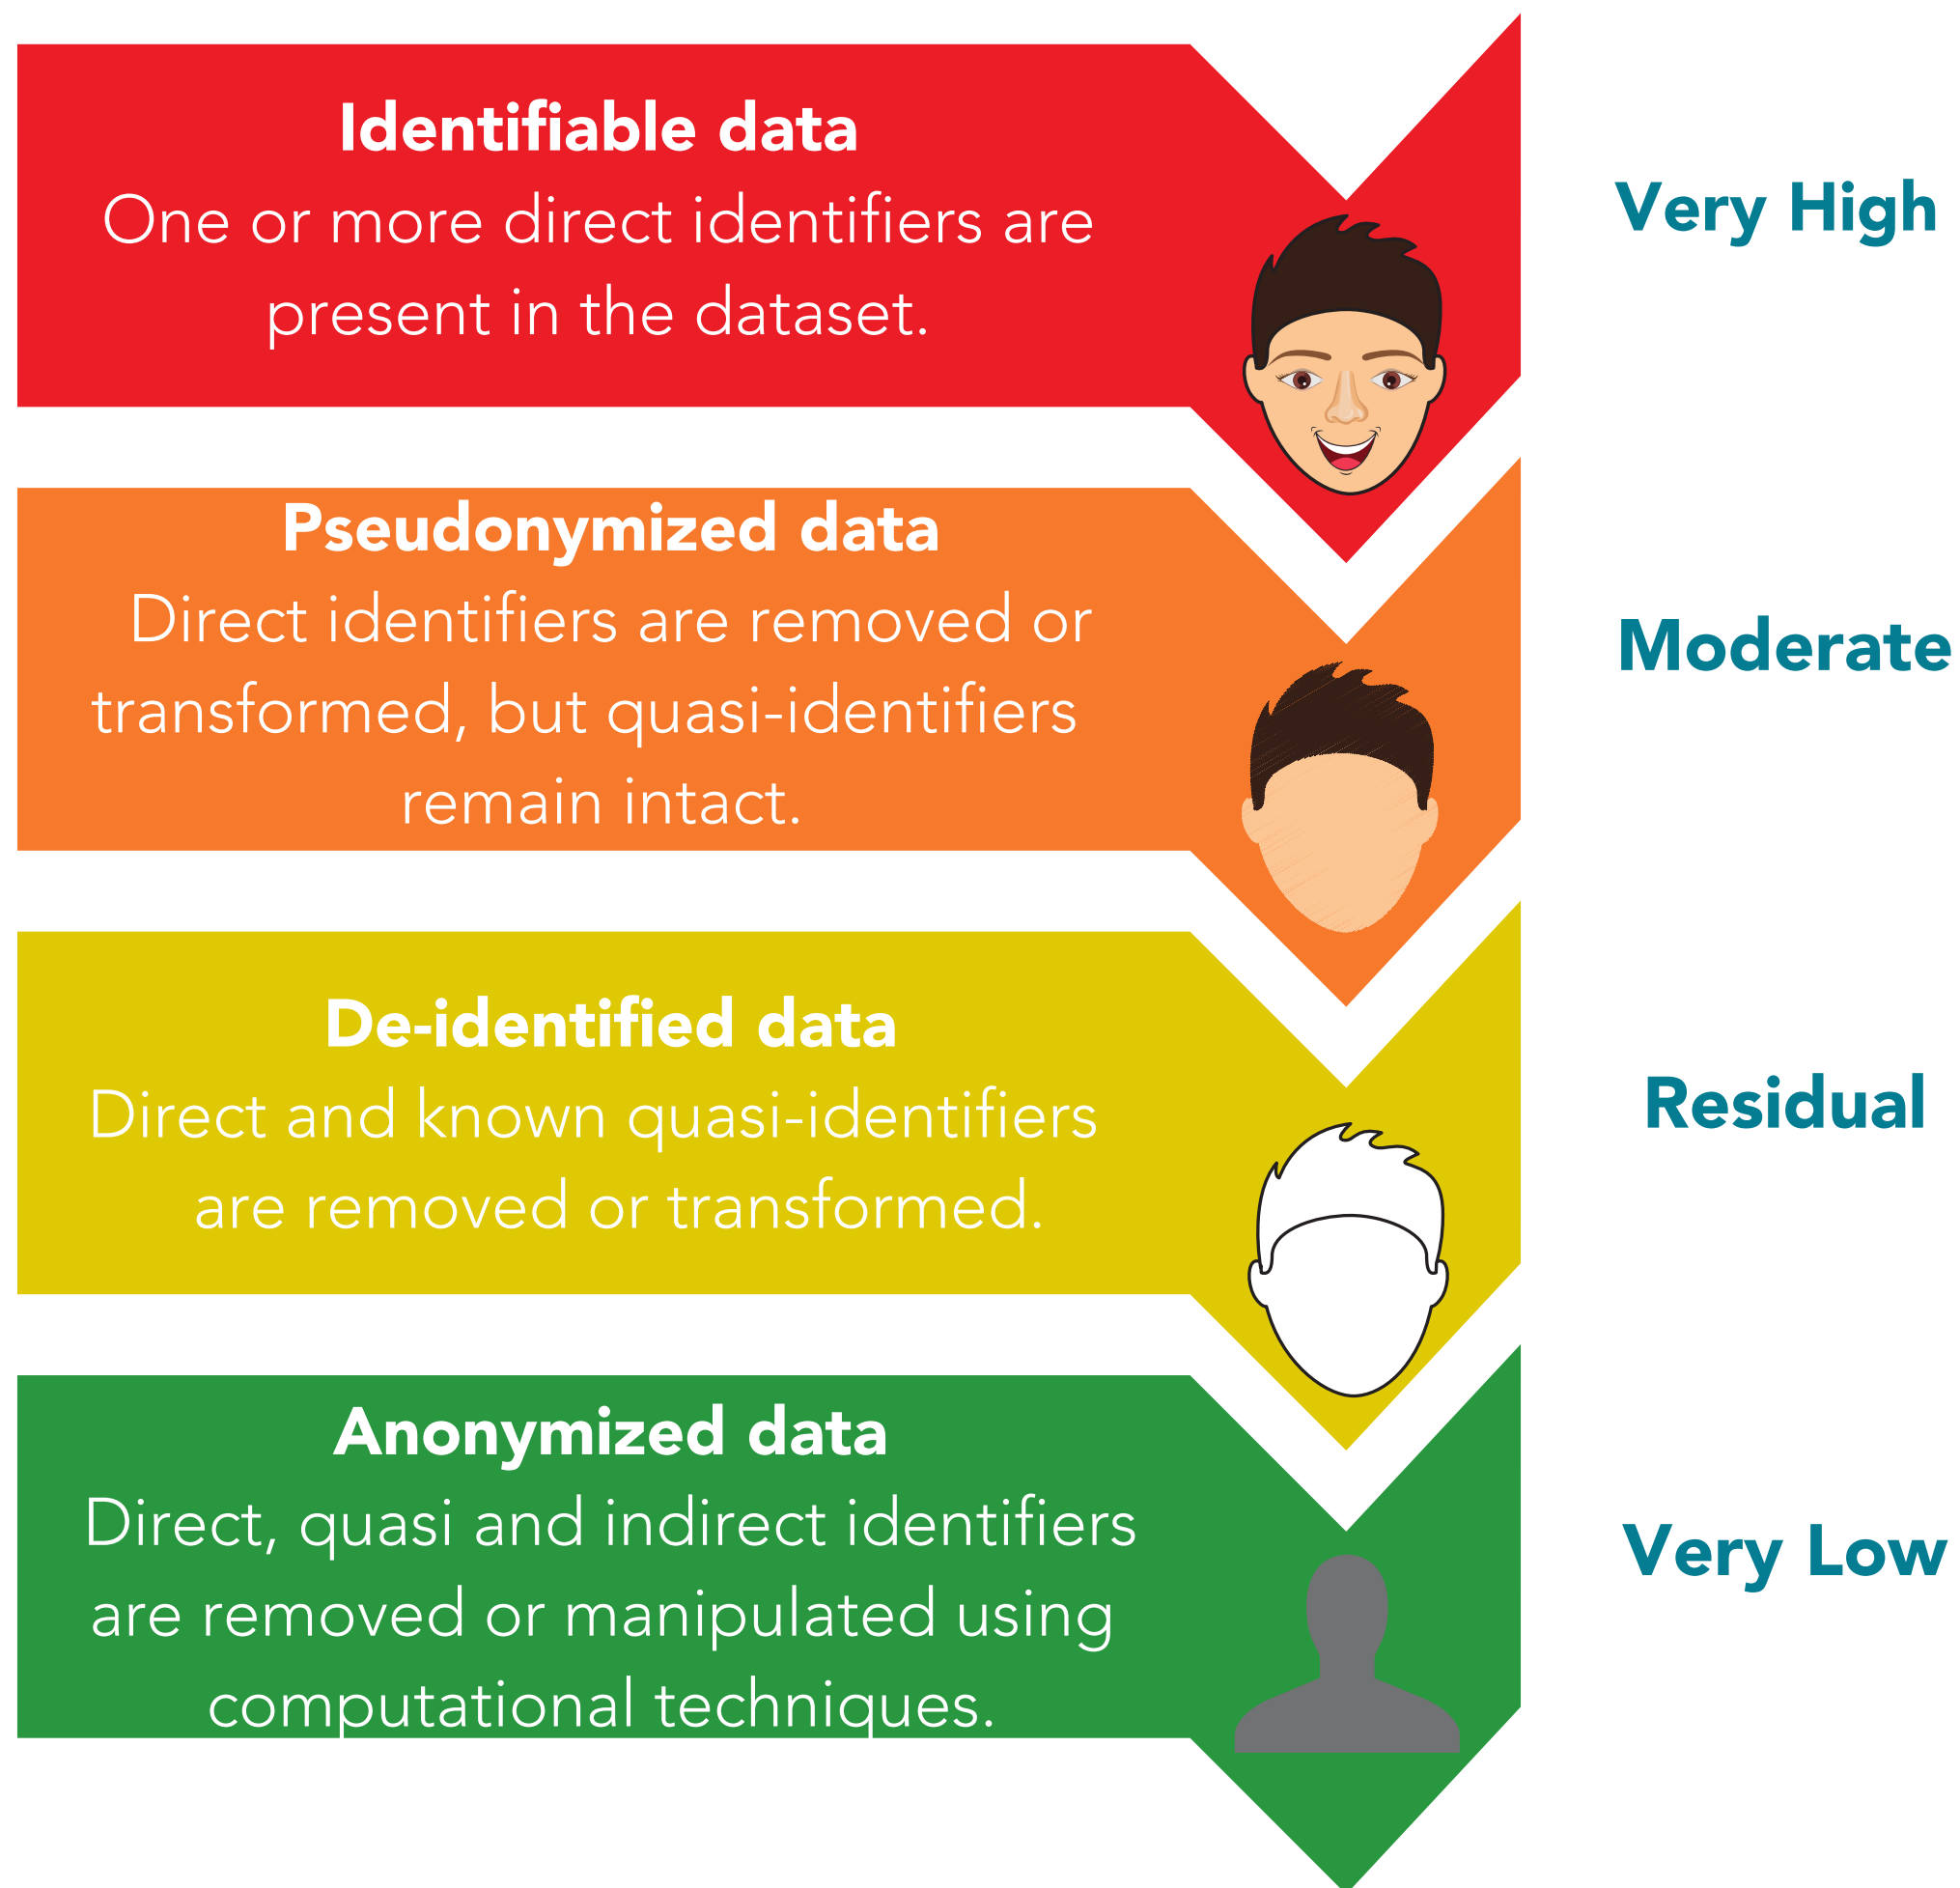 Identifiable data
One or more direct identifiers are
present in the dataset.
Very High
Pseudonymized data
Direct identifiers are removed or
transformed, but quasi-identifiers
remain intact.
Moderate
De-identified data
Direct and known quasi-identifiers
are removed or transformed.
Residual
Anonymized data
Direct, quasi and indirect identifiers
are removed or manipulated using
computational techniques.
Very Low